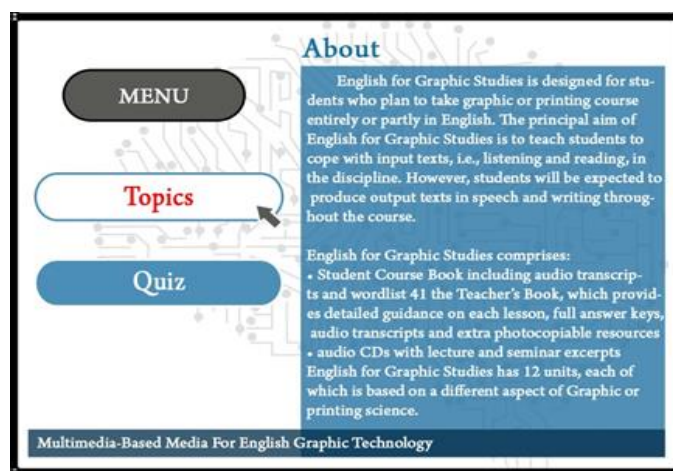 About
MENU
Topics
Quiz
English for Graphic Studies is designed for stu-
dents who plan to take graphic or printing course
entirely or partly in English. The principal aim of
English for Graphic Studies is to teach students to
cope with input texts, i.e., listening and reading, in
the discipline. However, students will be expected to
produce output texts in speech and writing throug-
hout the course.
English for Graphic Studies comprises:
• Student Course Book including audio transcrip-
ts and wordlist 41 the Teacher's Book, which provid-
es detailed guidance on each lesson, full answer keys,
audio transcripts and extra photocopiable resources
• audio CDs with lecture and seminar excerpts
English for Graphic Studies has 12 units, each of
which is based on a different aspect of Graphic or
printing science.
Multimedia-Based Media For English Graphic Technology